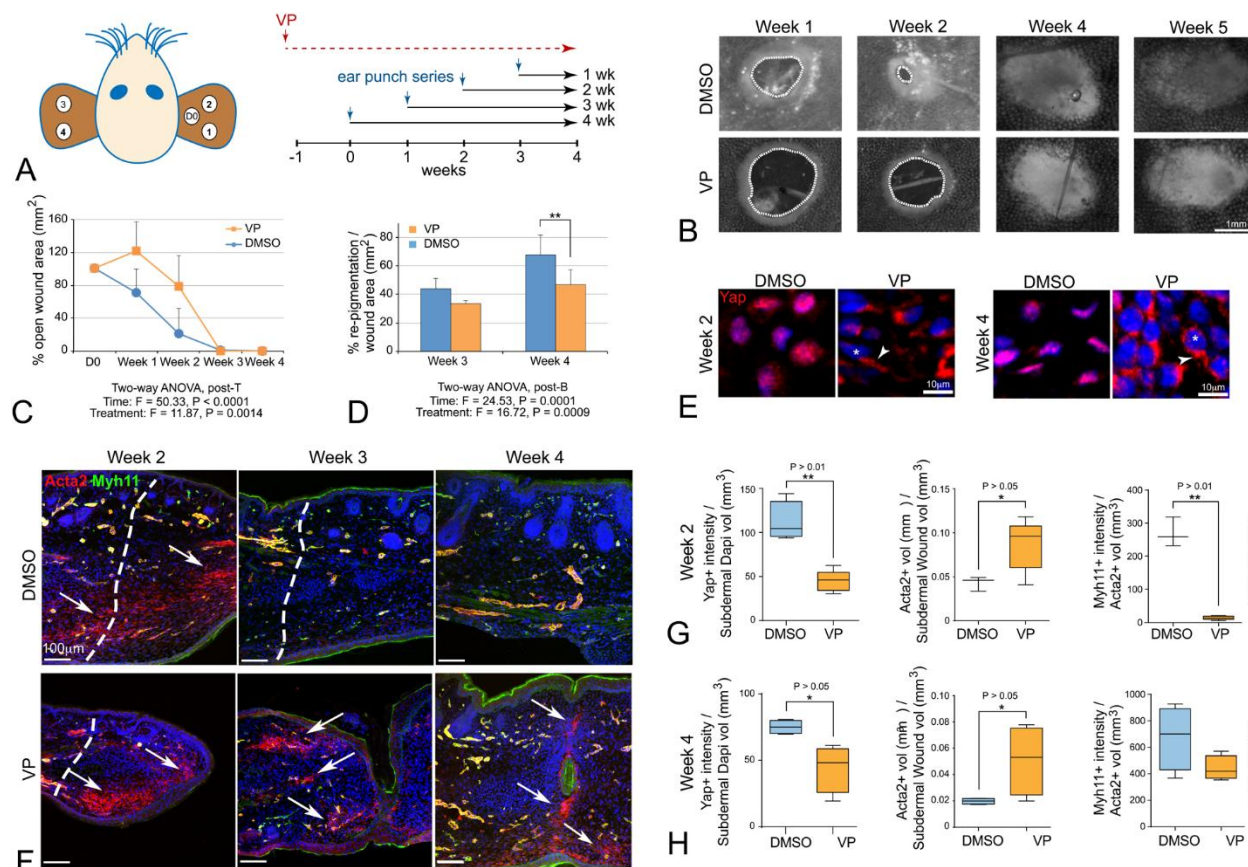 VP
ear punch series
1 wk
2 wk
3 wk
4 wk
-1 0 1 2 3 4
weeks
3
4
D0
2
1
A
Week 1 Week 2 Week 4 Week 5
DMSO
VP
1mm
B
% open wound area (mm²)
160
120
80
40
0
VP
DMSO
D0 Week 1 Week 2 Week 3 Week 4
Two-way ANOVA, post-T
Time: F = 50.33, P < 0.0001
Treatment: F = 11.87, P = 0.0014
C
% re-pigmentation /
wound area (mm²)
80
60
40
20
0
VP
DMSO
**
Week 3 Week 4
Two-way ANOVA, post-B
Time: F = 24.53, P = 0.0001
Treatment: F = 16.72, P = 0.0009
D
DMSO VP
Yap
Week 2
*
10µm
DMSO VP
Week 4
*
10µm
E
Week 2 Week 3 Week 4
Acta2 Myh11
DMSO
100µm
VP
F
Week 2
Yap+ intensity /
Subdermal Dapi vol (mm³)
150
100
50
0
P > 0.01
**
DMSO VP
Acta2+ vol (mm ) /
Subdermal Wound vol (mm³)
0.15
0.10
0.05
0.00
P > 0.05
*
DMSO VP
Myh11+ intensity /
Acta2+ vol (mm³)
400
300
200
100
0
P > 0.01
**
DMSO VP
G
Week 4
Yap+ intensity /
Subdermal Dapi vol (mm³)
100
50
0
P > 0.05
*
DMSO VP
Acta2+ vol (mm ) /
Subdermal Wound vol (mm³)
0.10
0.08
0.06
0.04
0.02
0.00
P > 0.05
*
DMSO VP
Myh11+ intensity /
Acta2+ vol (mm³)
1000
800
600
400
200
0
DMSO VP
H